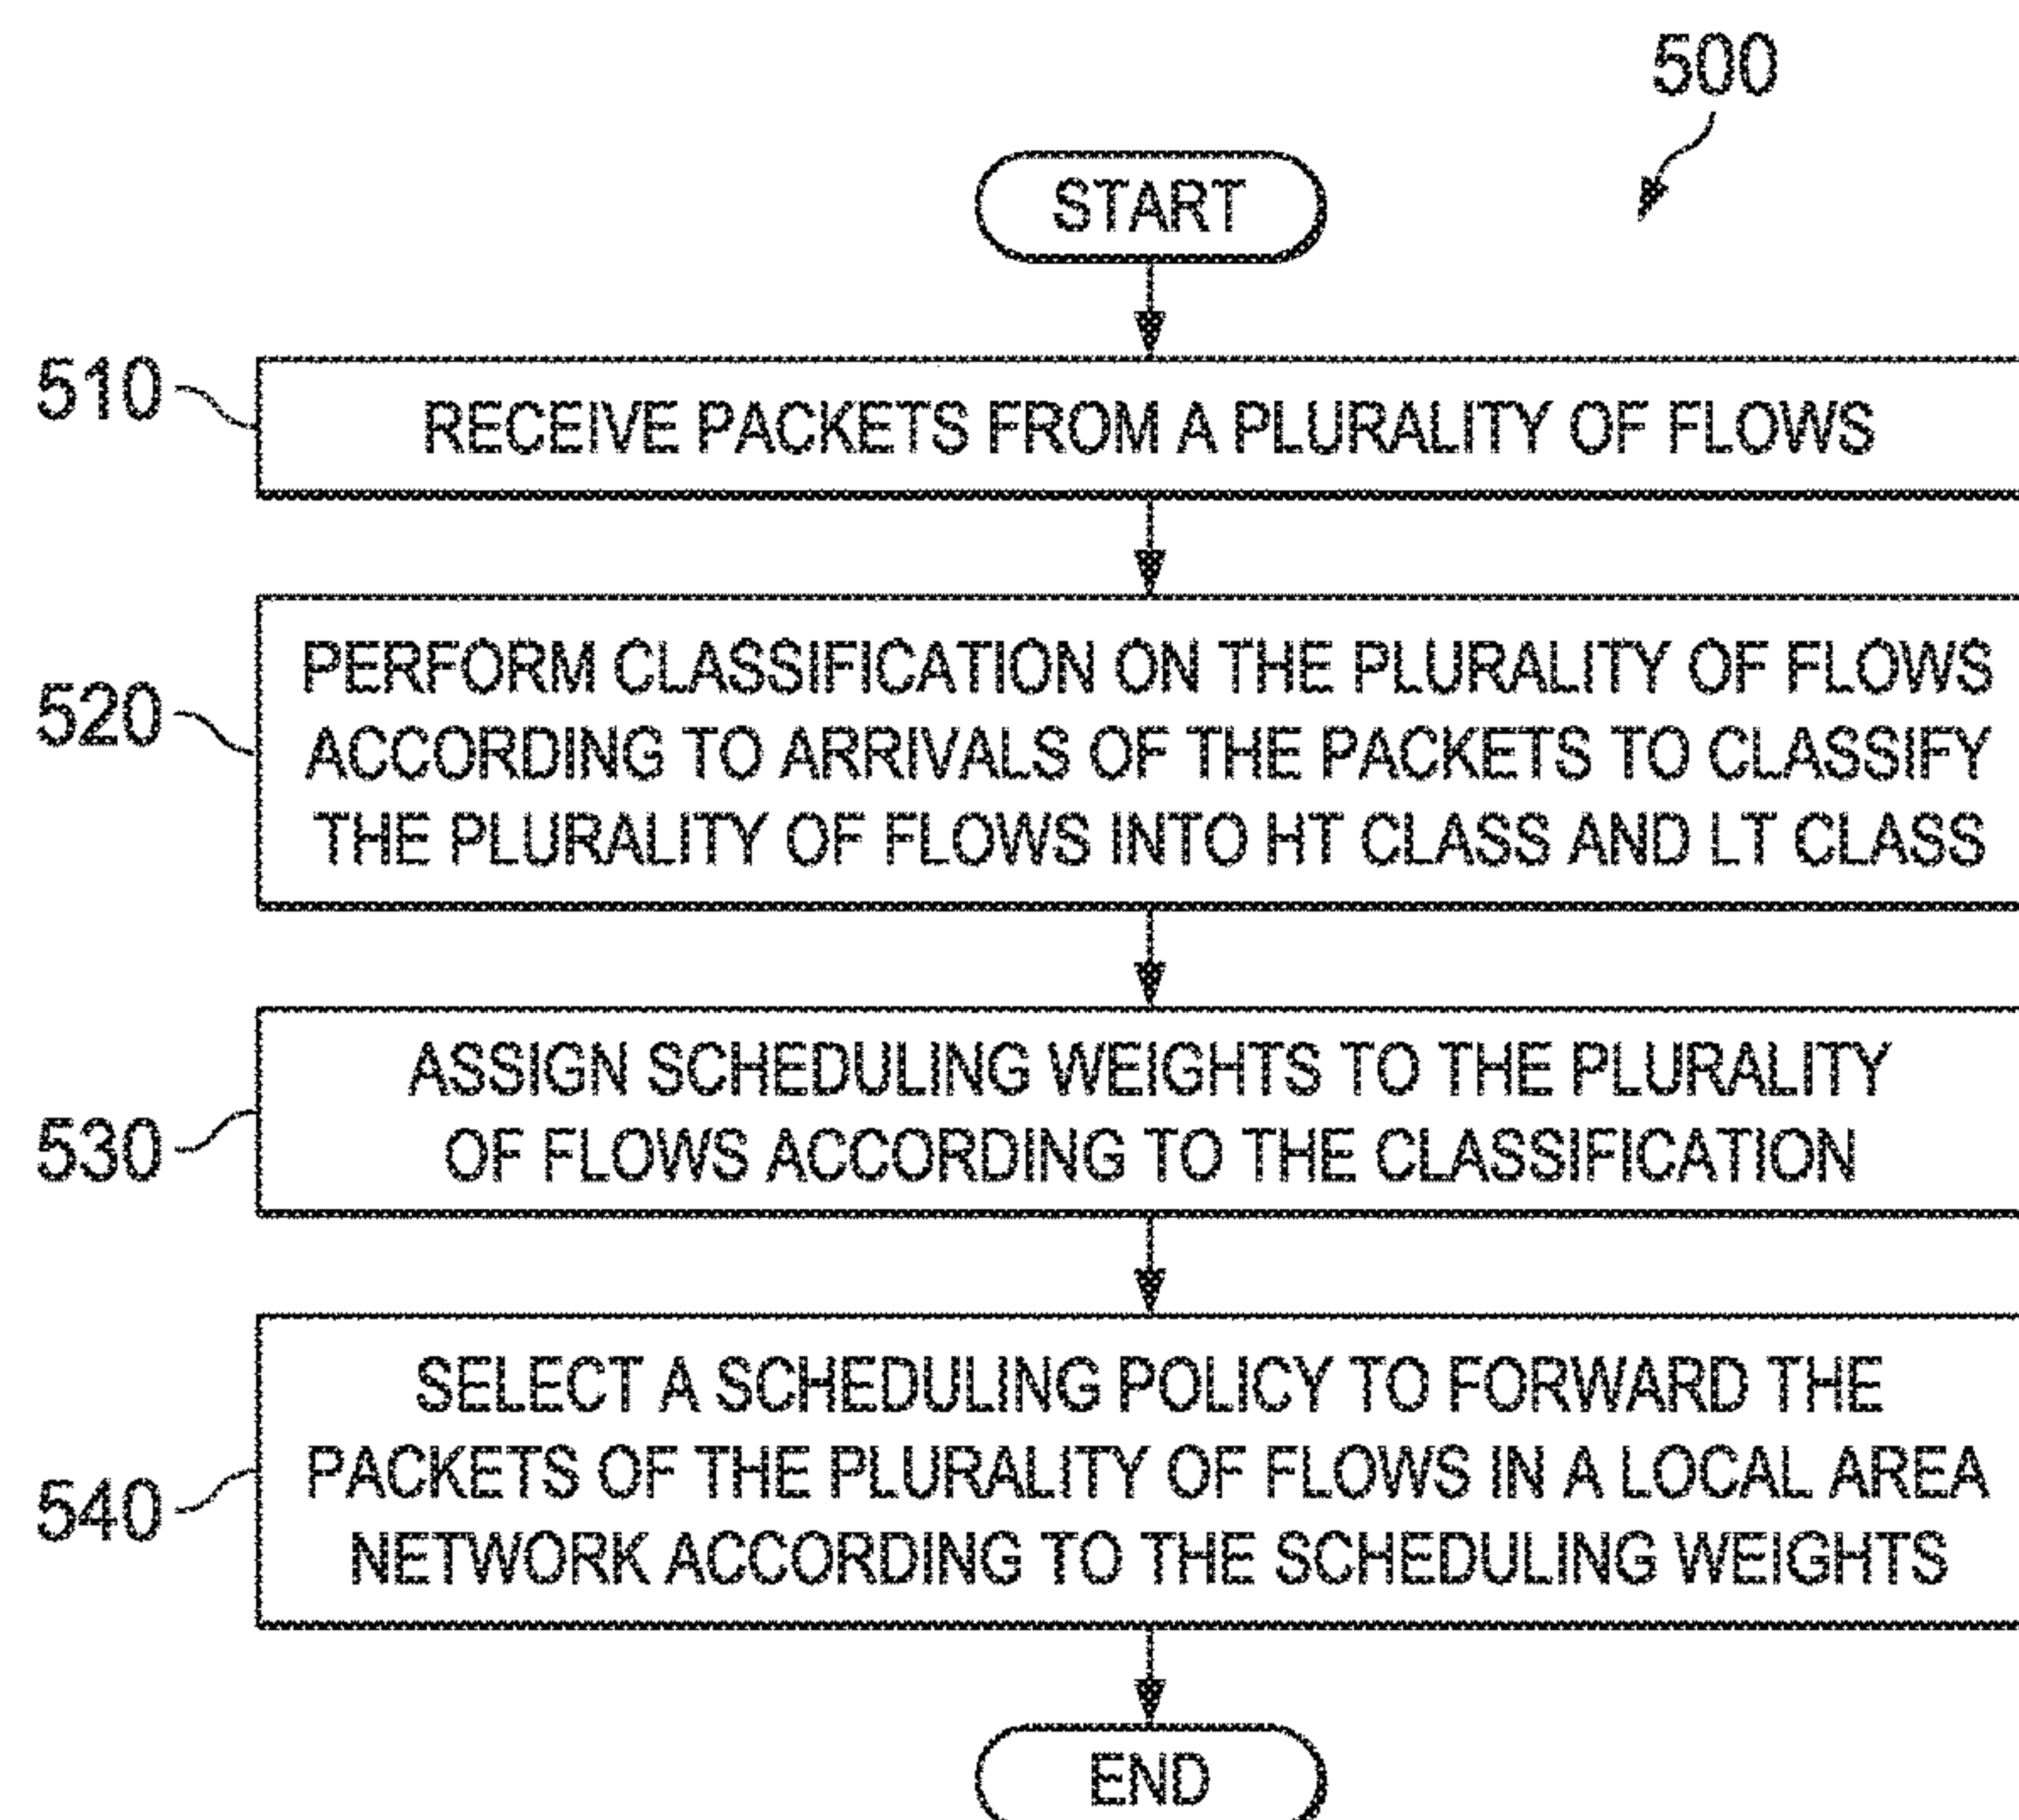 500
START
510
RECEIVE PACKETS FROM A PLURALITY OF FLOWS
520
PERFORM CLASSIFICATION ON THE PLURALITY OF FLOWS
ACCORDING TO ARRIVALS OF THE PACKETS TO CLASSIFY
THE PLURALITY OF FLOWS INTO HT CLASS AND LT CLASS
530
ASSIGN SCHEDULING WEIGHTS TO THE PLURALITY
OF FLOWS ACCORDING TO THE CLASSIFICATION
540
SELECT A SCHEDULING POLICY TO FORWARD THE
PACKETS OF THE PLURALITY OF FLOWS IN A LOCAL AREA
NETWORK ACCORDING TO THE SCHEDULING WEIGHTS
END